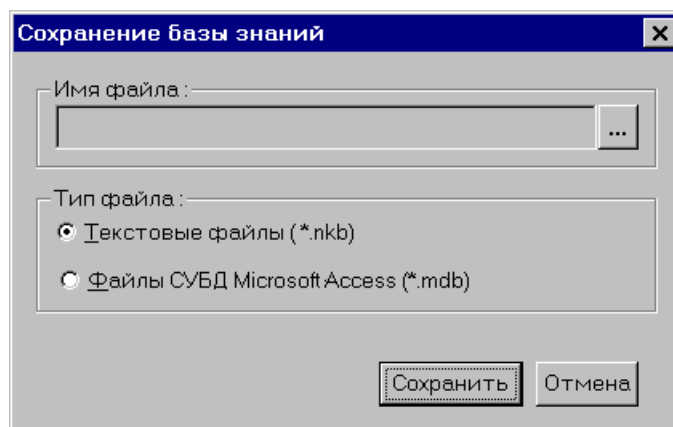 Сохранение базы знаний
Имя файла:
...
Тип файла:
Текстовые файлы (*.nkb)
Файлы СУБД Microsoft Access (*.mdb)
Сохранить Отмена